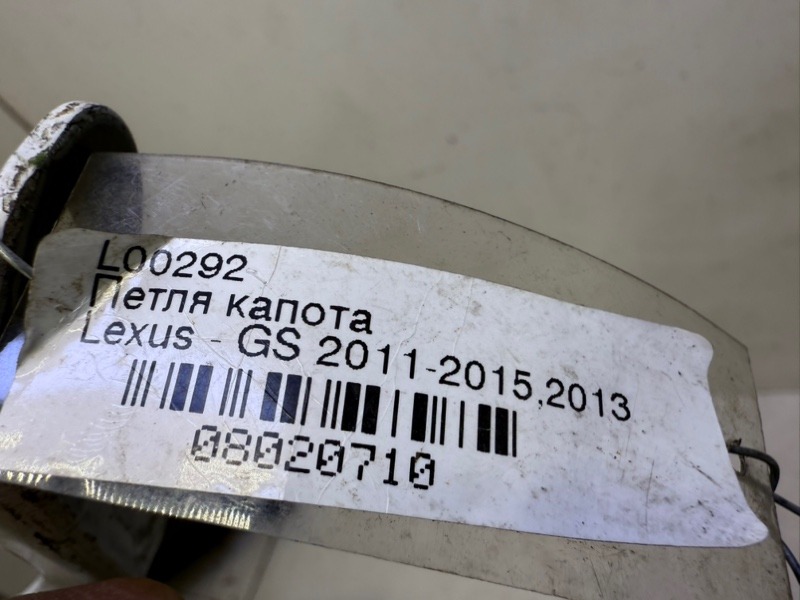 L00292
Петля капота
Lexus - GS 2011-2015,2013
08020710